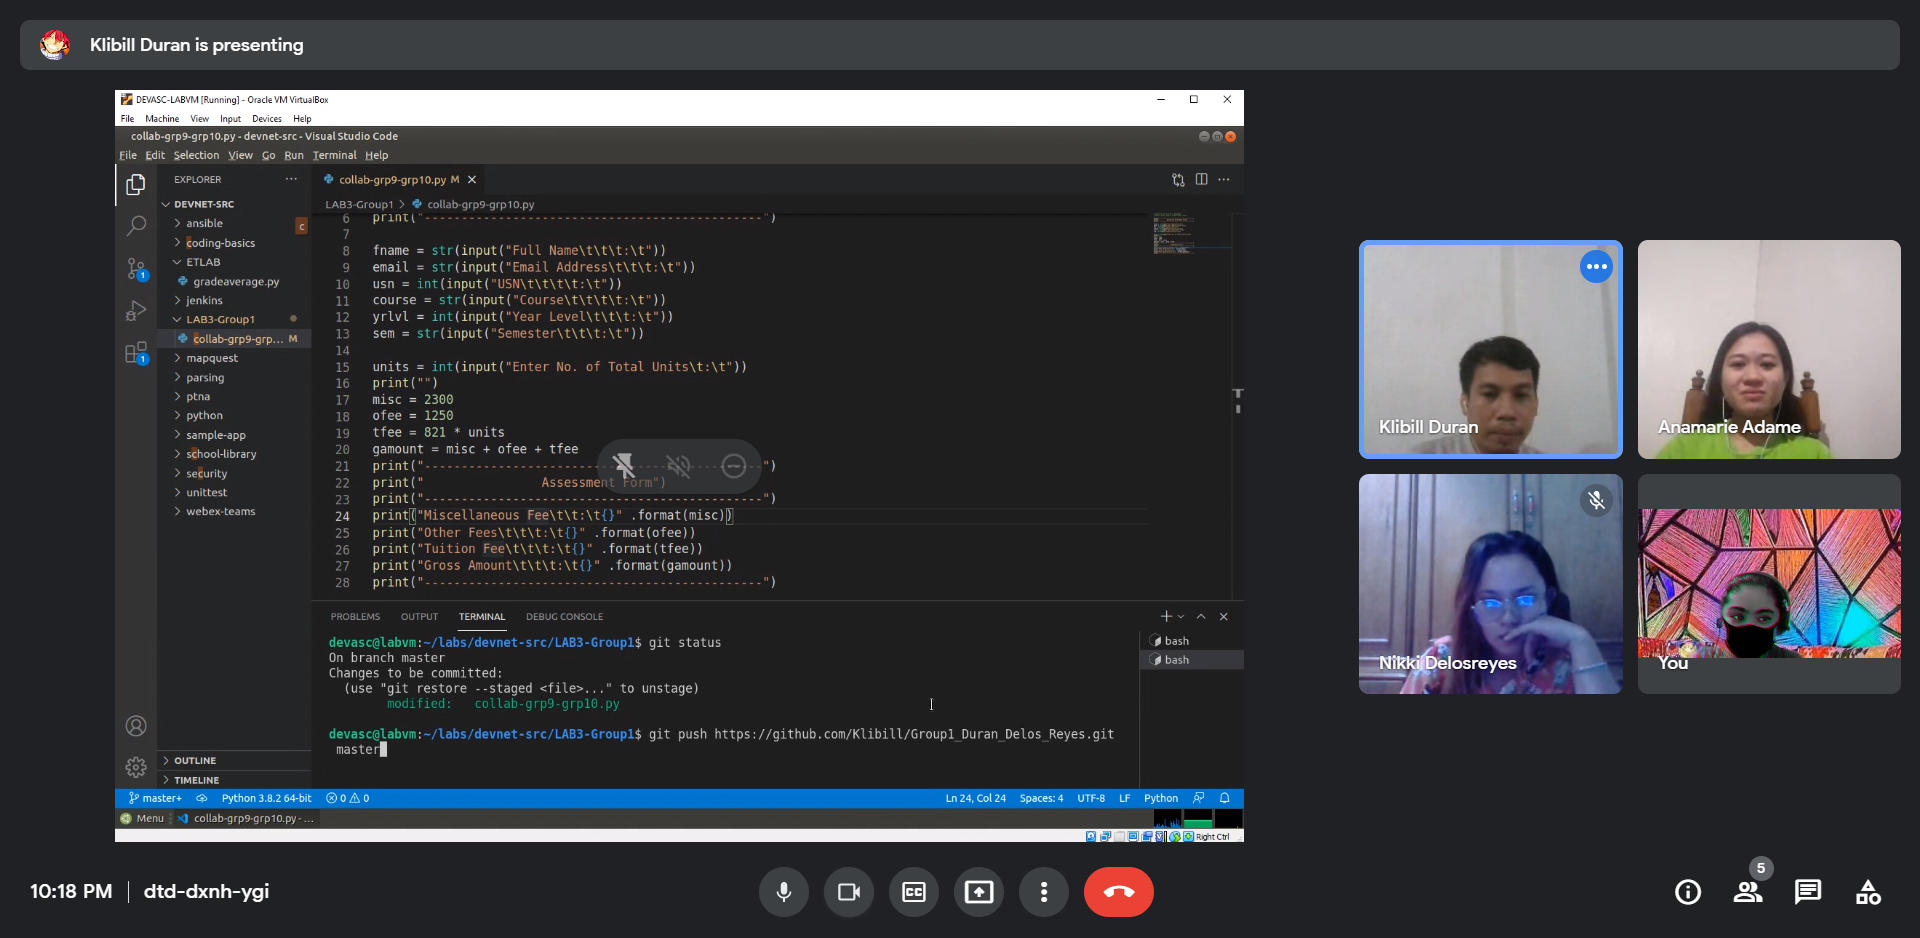 Klibill Duran is presenting
DEVASC-LABVM [Running] - Oracle VM VirtualBox
File Machine View Input Devices Help
collab-grp9-grp10.py - devnet-src - Visual Studio Code
File Edit Selection View Go Run Terminal Help
EXPLORER
collab-grp9-grp10.py M
DEVNET-SRC
LAB3-Group1 > collab-grp9-grp10.py
ansible
c
coding-basics
ETLAB
gradeaverage.py
jenkins
LAB3-Group1
collab-grp9-grp... M
mapquest
parsing
ptna
python
sample-app
school-library
security
unittest
webex-teams
OUTLINE
TIMELINE
1
1
6 print("----------------------------------------------")
7
8 fname = str(input("Full Name\t\t\t:\t"))
9 email = str(input("Email Address\t\t\t:\t"))
10 usn = int(input("USN\t\t\t\t:\t"))
11 course = str(input("Course\t\t\t\t:\t"))
12 yrlvl = int(input("Year Level\t\t\t:\t"))
13 sem = str(input("Semester\t\t\t:\t"))
14
15 units = int(input("Enter No. of Total Units\t:\t"))
16 print("")
17 misc = 2300
18 ofee = 1250
19 tfee = 821 * units
20 gamount = misc + ofee + tfee
21 print("----------------------------------------------")
22 print("                Assessment Form")
23 print("----------------------------------------------")
24 print("Miscellaneous Fee\t\t:\t{}" .format(misc))
25 print("Other Fees\t\t\t:\t{}" .format(ofee))
26 print("Tuition Fee\t\t\t:\t{}" .format(tfee))
27 print("Gross Amount\t\t\t:\t{}" .format(gamount))
28 print("----------------------------------------------")
PROBLEMS OUTPUT TERMINAL DEBUG CONSOLE
devasc@labvm:~/labs/devnet-src/LAB3-Group1$ git status
On branch master
Changes to be committed:
(use "git restore --staged <file>..." to unstage)
modified:   collab-grp9-grp10.py
devasc@labvm:~/labs/devnet-src/LAB3-Group1$ git push https://github.com/Klibill/Group1_Duran_Delos_Reyes.git
master
bash
bash
master+ Python 3.8.2 64-bit 0 0 Ln 24, Col 24 Spaces: 4 UTF-8 LF Python
Menu collab-grp9-grp10.py - ...
Right Ctrl
Klibill Duran
Anamarie Adame
Nikki Delosreyes
You
10:18 PM | dtd-dxnh-ygi
CC
5